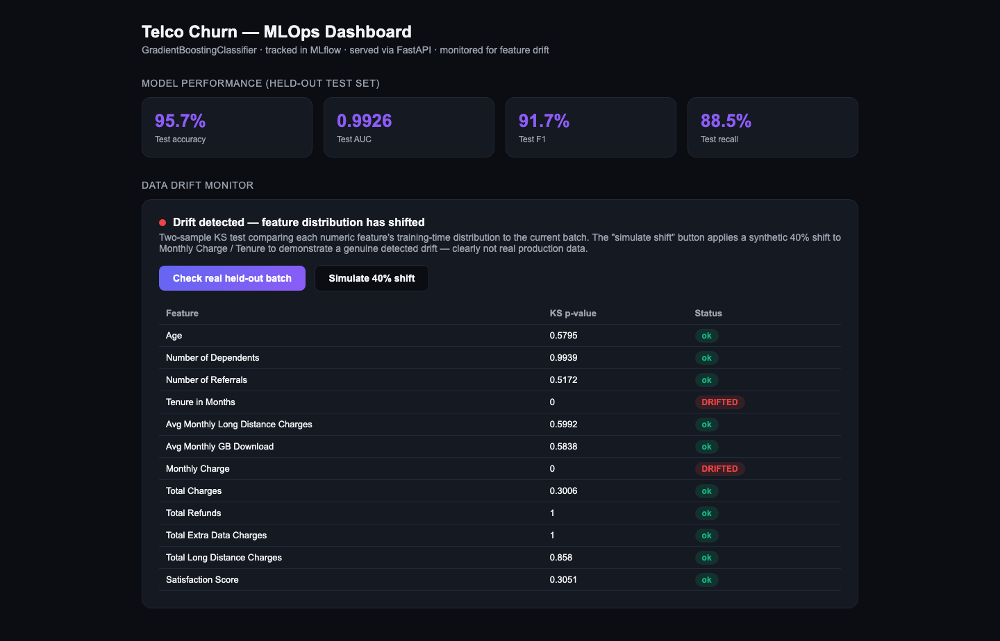 Telco Churn — MLOps Dashboard
GradientBoostingClassifier · tracked in MLflow · served via FastAPI · monitored for feature drift
MODEL PERFORMANCE (HELD-OUT TEST SET)
95.7%
Test accuracy
0.9926
Test AUC
91.7%
Test F1
88.5%
Test recall
DATA DRIFT MONITOR
Drift detected — feature distribution has shifted
Two-sample KS test comparing each numeric feature's training-time distribution to the current batch. The "simulate shift" button applies a synthetic 40% shift to
Monthly Charge / Tenure to demonstrate a genuine detected drift — clearly not real production data.
Check real held-out batch
Simulate 40% shift
Feature KS p-value Status
Age 0.5795 ok
Number of Dependents 0.9939 ok
Number of Referrals 0.5172 ok
Tenure in Months 0 DRIFTED
Avg Monthly Long Distance Charges 0.5992 ok
Avg Monthly GB Download 0.5838 ok
Monthly Charge 0 DRIFTED
Total Charges 0.3006 ok
Total Refunds 1 ok
Total Extra Data Charges 1 ok
Total Long Distance Charges 0.858 ok
Satisfaction Score 0.3051 ok